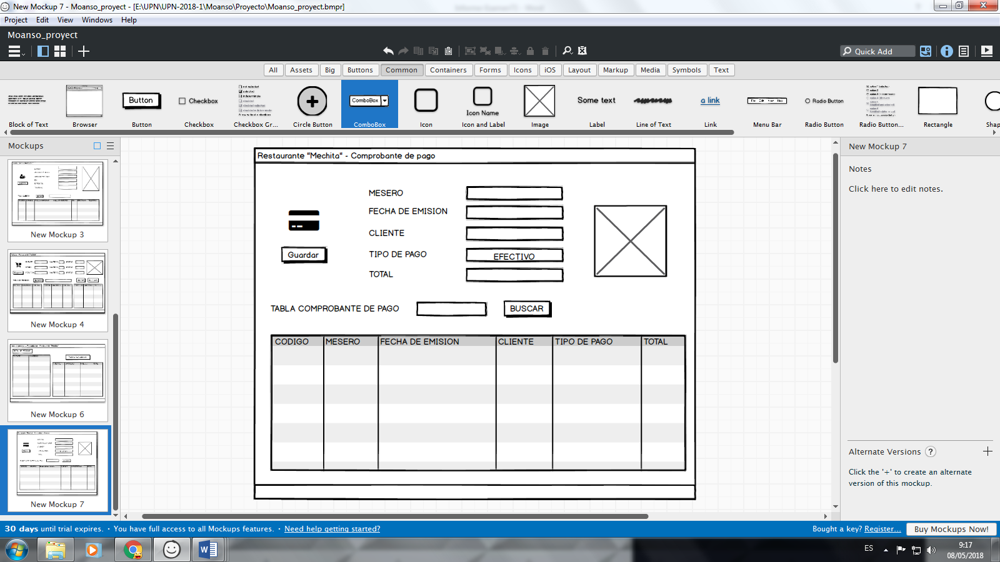 New Mockup 7 - Moanso_proyect - [E:\UPN\UPN-2018-1\Moanso\Proyecto\Moanso_proyect.bmpr]
Project Edit View Windows Help
Moanso_proyect
Quick Add
All Assets Big Buttons Common Containers Forms Icons iOS Layout Markup Media Symbols Text
Button Checkbox ComboBox Icon Name Some text a link File Edit View Help Radio Button
Block of Text Browser Button Checkbox Checkbox Gr... Circle Button ComboBox Icon Icon and Label Image Label Line of Text Link Menu Bar Radio Button Radio Button... Rectangle Shap
Mockups
New Mockup 3
New Mockup 4
New Mockup 6
New Mockup 7
Restaurante "Mechita" - Comprobante de pago
MESERO
FECHA DE EMISION
CLIENTE
Guardar
TIPO DE PAGO EFECTIVO
TOTAL
TABLA COMPROBANTE DE PAGO BUSCAR
CODIGO MESERO FECHA DE EMISION CLIENTE TIPO DE PAGO TOTAL
New Mockup 7
Notes
Click here to edit notes.
Alternate Versions ?
Click the '+' to create an alternate
version of this mockup.
30 days until trial expires. · You have full access to all Mockups features. · Need help getting started?
Bought a key? Register... Buy Mockups Now!
ES
9:17
08/05/2018